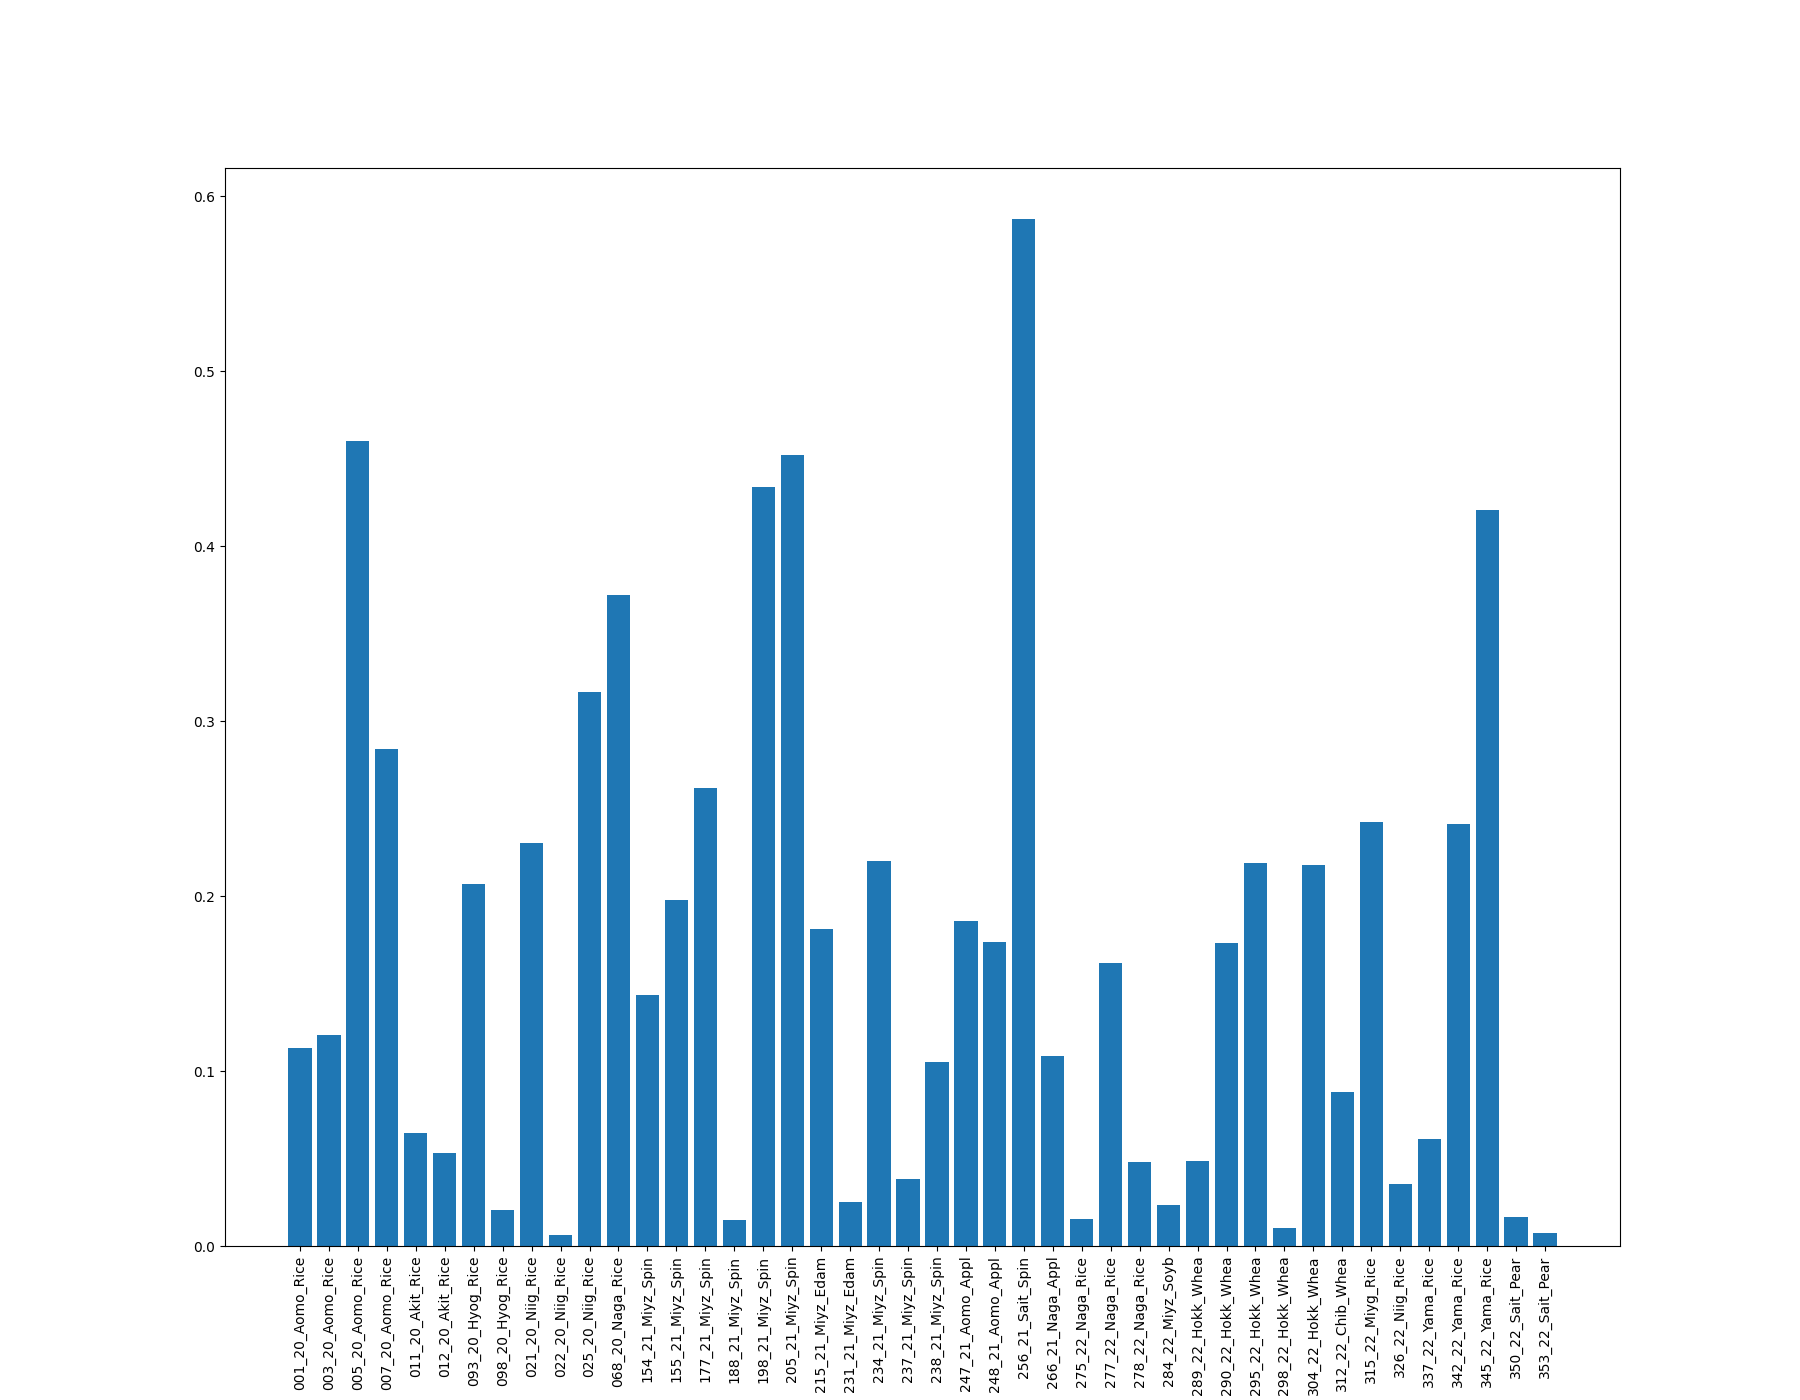 0.6
0.5
0.4
0.3
0.2
0.1
0.0
001_20_Aomo_Rice
003_20_Aomo_Rice
005_20_Aomo_Rice
007_20_Aomo_Rice
011_20_Akit_Rice
012_20_Akit_Rice
093_20_Hyog_Rice
098_20_Hyog_Rice
021_20_Niig_Rice
022_20_Niig_Rice
025_20_Niig_Rice
068_20_Naga_Rice
154_21_Miyz_Spin
155_21_Miyz_Spin
177_21_Miyz_Spin
188_21_Miyz_Spin
198_21_Miyz_Spin
205_21_Miyz_Spin
215_21_Miyz_Edam
231_21_Miyz_Edam
234_21_Miyz_Spin
237_21_Miyz_Spin
238_21_Miyz_Spin
247_21_Aomo_Appl
248_21_Aomo_Appl
256_21_Sait_Spin
266_21_Naga_Appl
275_22_Naga_Rice
277_22_Naga_Rice
278_22_Naga_Rice
284_22_Miyz_Soyb
289_22_Hokk_Whea
290_22_Hokk_Whea
295_22_Hokk_Whea
298_22_Hokk_Whea
304_22_Hokk_Whea
312_22_Chib_Whea
315_22_Miyg_Rice
326_22_Niig_Rice
337_22_Yama_Rice
342_22_Yama_Rice
345_22_Yama_Rice
350_22_Sait_Pear
353_22_Sait_Pear